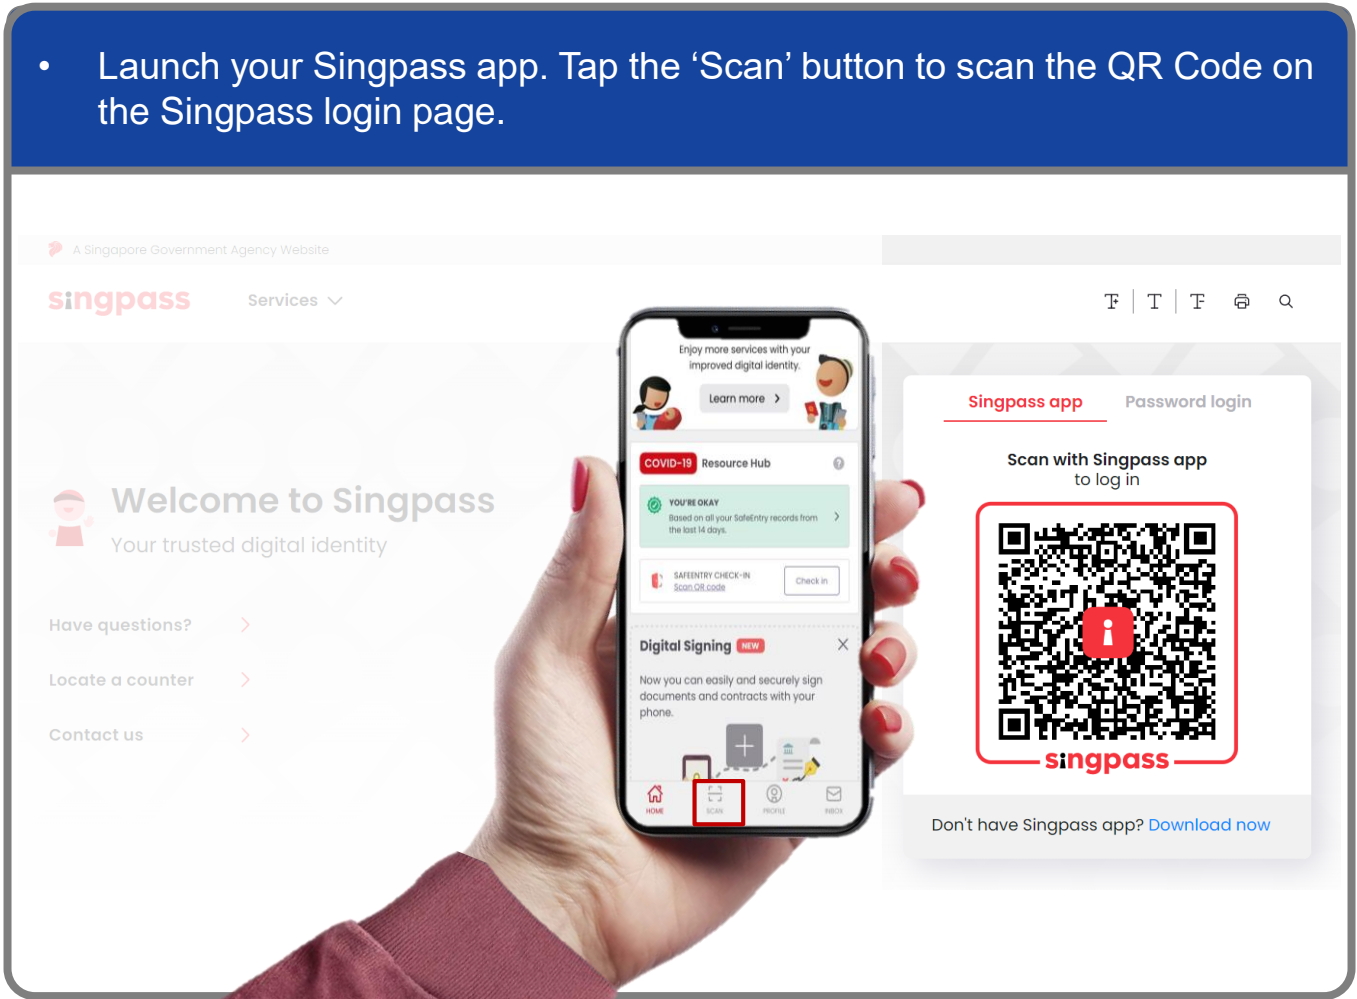 • Launch your Singpass app. Tap the ‘Scan’ button to scan the QR Code on
the Singpass login page.
A Singapore Government Agency Website
singpass
Services
T+ T T-
Welcome to Singpass
Your trusted digital identity
Have questions?
Locate a counter
Contact us
Enjoy more services with your
improved digital identity.
Learn more
COVID-19 Resource Hub
?
YOU'RE OKAY
Based on all your SafeEntry records from
the last 14 days.
SAFEENTRY CHECK-IN
Scan QR code
Check in
Digital Signing NEW
Now you can easily and securely sign
documents and contracts with your
phone.
HOME SCAN PROFILE INBOX
Singpass app Password login
Scan with Singpass app
to log in
singpass
Don't have Singpass app? Download now